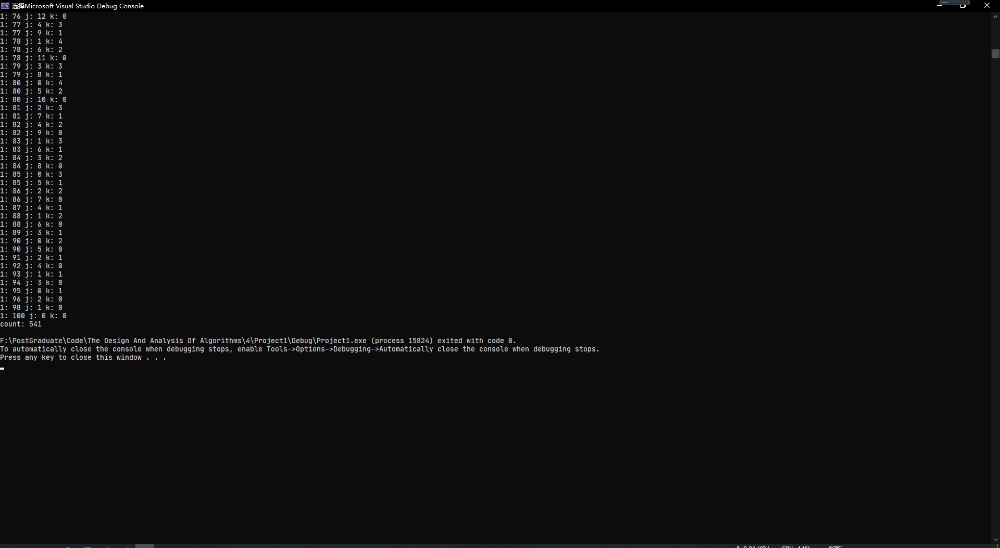 选择Microsoft Visual Studio Debug Console
1: 76 j: 12 k: 0
1: 77 j: 4 k: 3
1: 77 j: 9 k: 1
1: 78 j: 1 k: 4
1: 78 j: 6 k: 2
1: 78 j: 11 k: 0
1: 79 j: 3 k: 3
1: 79 j: 8 k: 1
1: 80 j: 0 k: 4
1: 80 j: 5 k: 2
1: 80 j: 10 k: 0
1: 81 j: 2 k: 3
1: 81 j: 7 k: 1
1: 82 j: 4 k: 2
1: 82 j: 9 k: 0
1: 83 j: 1 k: 3
1: 83 j: 6 k: 1
1: 84 j: 3 k: 2
1: 84 j: 8 k: 0
1: 85 j: 0 k: 3
1: 85 j: 5 k: 1
1: 86 j: 2 k: 2
1: 86 j: 7 k: 0
1: 87 j: 4 k: 1
1: 88 j: 1 k: 2
1: 88 j: 6 k: 0
1: 89 j: 3 k: 1
1: 90 j: 0 k: 2
1: 90 j: 5 k: 0
1: 91 j: 2 k: 1
1: 92 j: 4 k: 0
1: 93 j: 1 k: 1
1: 94 j: 3 k: 0
1: 95 j: 0 k: 1
1: 96 j: 2 k: 0
1: 98 j: 1 k: 0
1: 100 j: 0 k: 0
count: 541
F:\PostGraduate\Code\The Design And Analysis Of Algorithms\4\Project1\Debug\Project1.exe (process 15824) exited with code 0.
To automatically close the console when debugging stops, enable Tools->Options->Debugging->Automatically close the console when debugging stops.
Press any key to close this window . . .